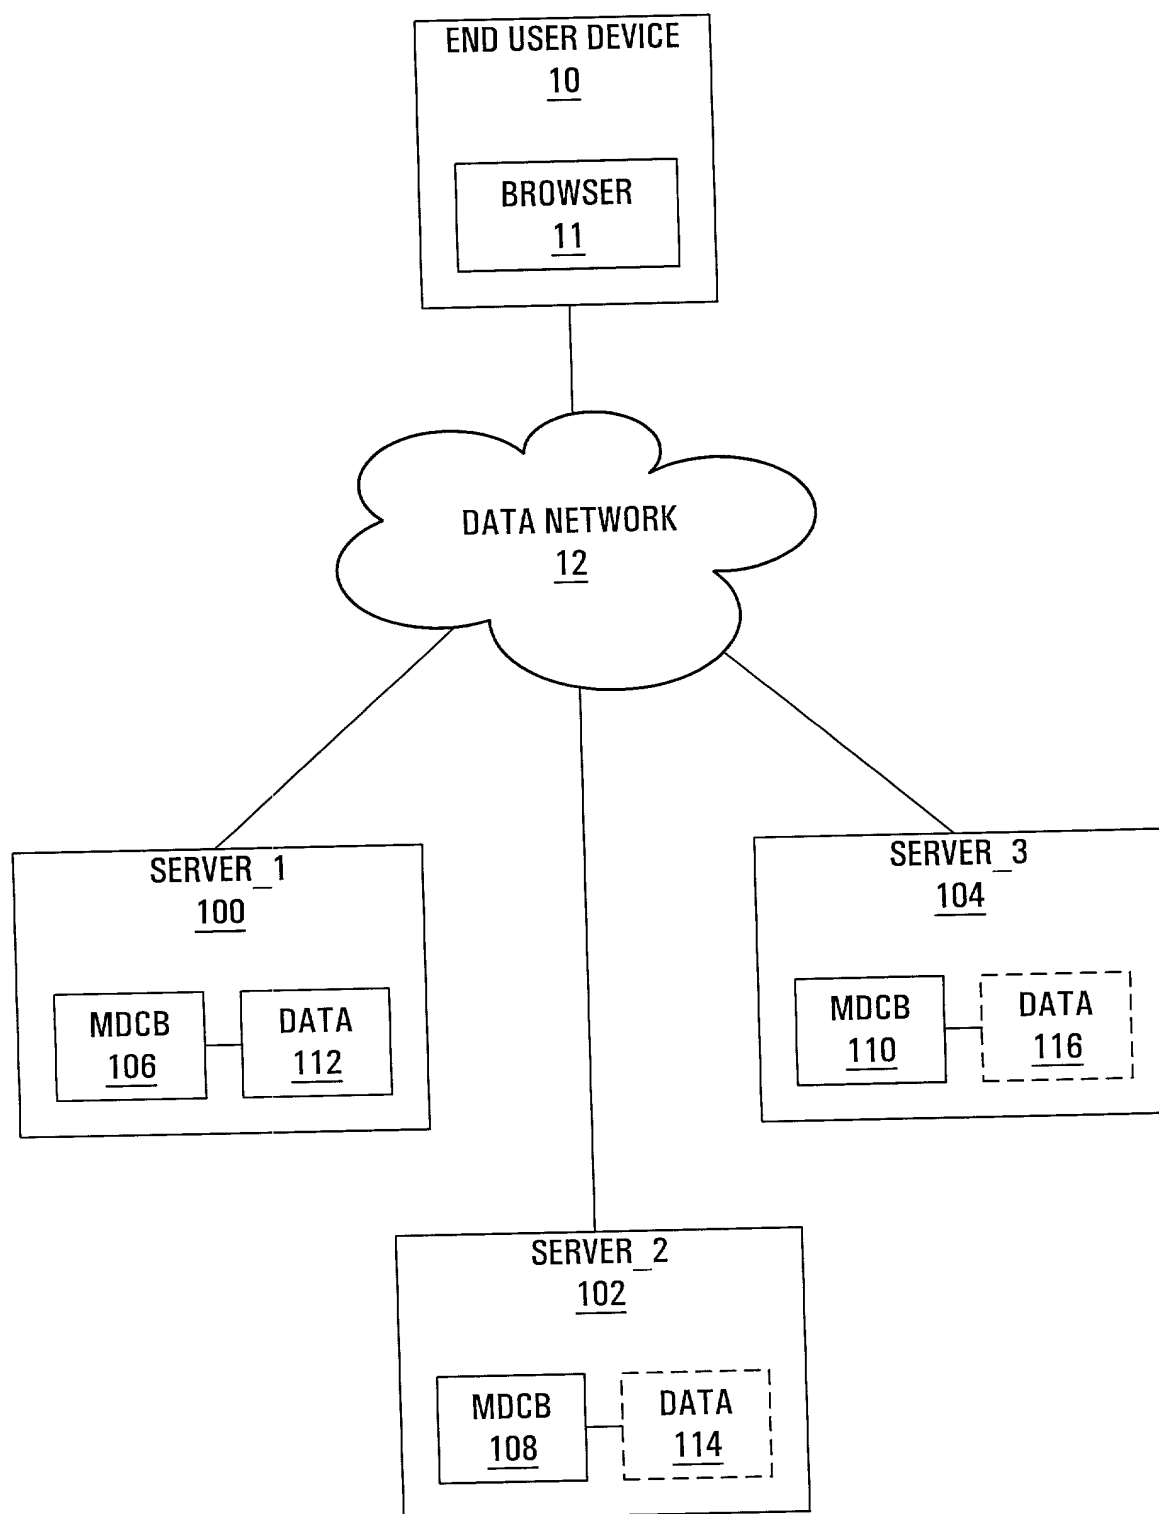 END USER DEVICE
10
BROWSER
11
DATA NETWORK
12
SERVER_1
100
MDCB
106
DATA
112
SERVER_3
104
MDCB
110
DATA
116
SERVER_2
102
MDCB
108
DATA
114